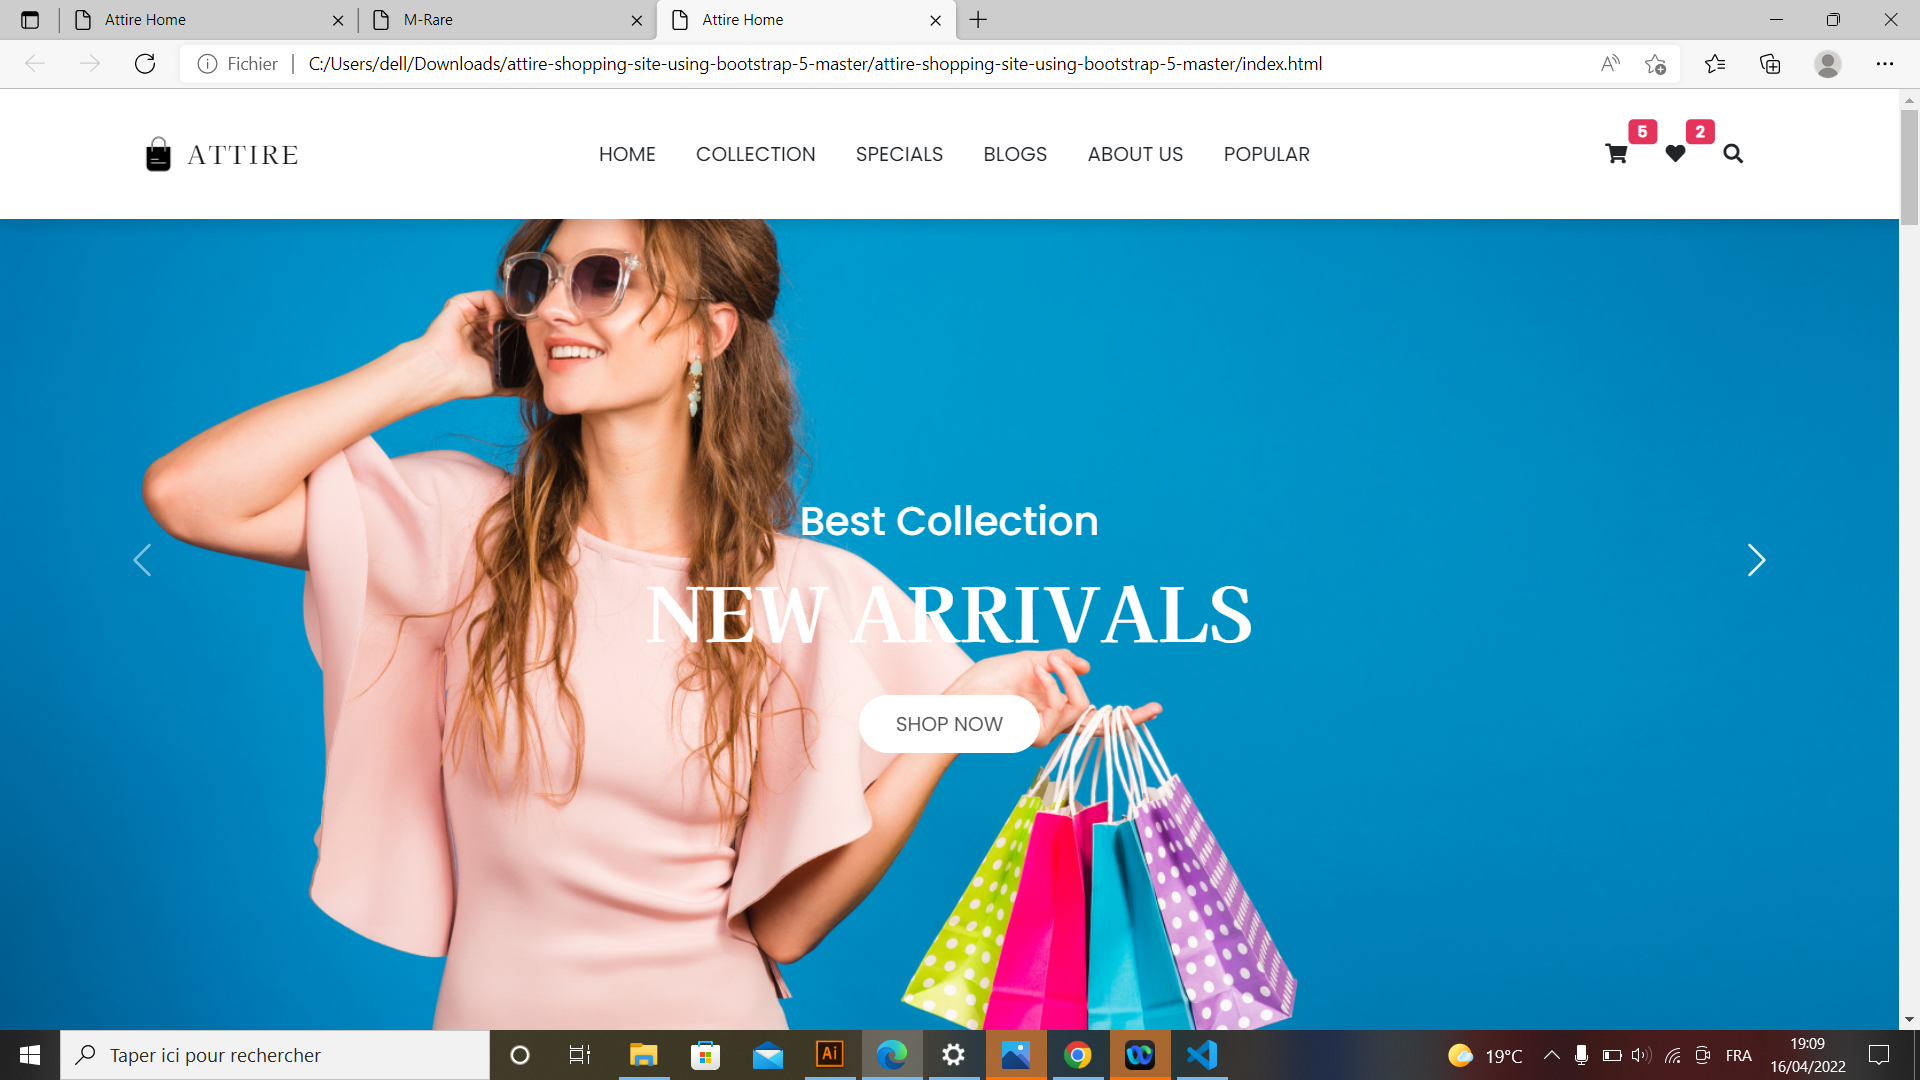 Attire Home
M-Rare
Attire Home
Fichier
C:/Users/dell/Downloads/attire-shopping-site-using-bootstrap-5-master/attire-shopping-site-using-bootstrap-5-master/index.html
ATTIRE
HOME
COLLECTION
SPECIALS
BLOGS
ABOUT US
POPULAR
5
2
Best Collection
NEW ARRIVALS
SHOP NOW
Taper ici pour rechercher
Ai
19°C
FRA
19:09
16/04/2022